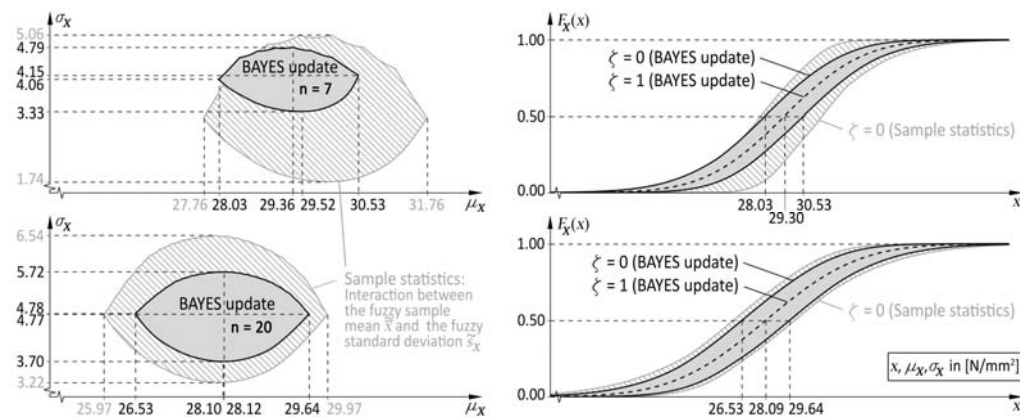 σX
5.06
4.79
4.15
4.06
3.33
1.74
BAYES update
n = 7
27.76 28.03 29.36 29.52 30.53 31.76 μX
FX(x)
1.00
0.50
0.00
ζ = 0 (BAYES update)
ζ = 1 (BAYES update)
ζ = 0 (Sample statistics)
28.03 30.53 x
29.30
σX
6.54
5.72
4.78
4.77
3.70
3.22
BAYES update
n = 20
25.97 26.53 28.10 28.12 29.64 29.97 μX
Sample statistics:
Interaction between
the fuzzy sample
mean x̃ and the fuzzy
standard deviation s̃X
FX(x)
1.00
0.50
0.00
ζ = 0 (BAYES update)
ζ = 1 (BAYES update)
ζ = 0 (Sample statistics)
x, μX, σX in [N/mm²]
26.53 28.09 29.64 x